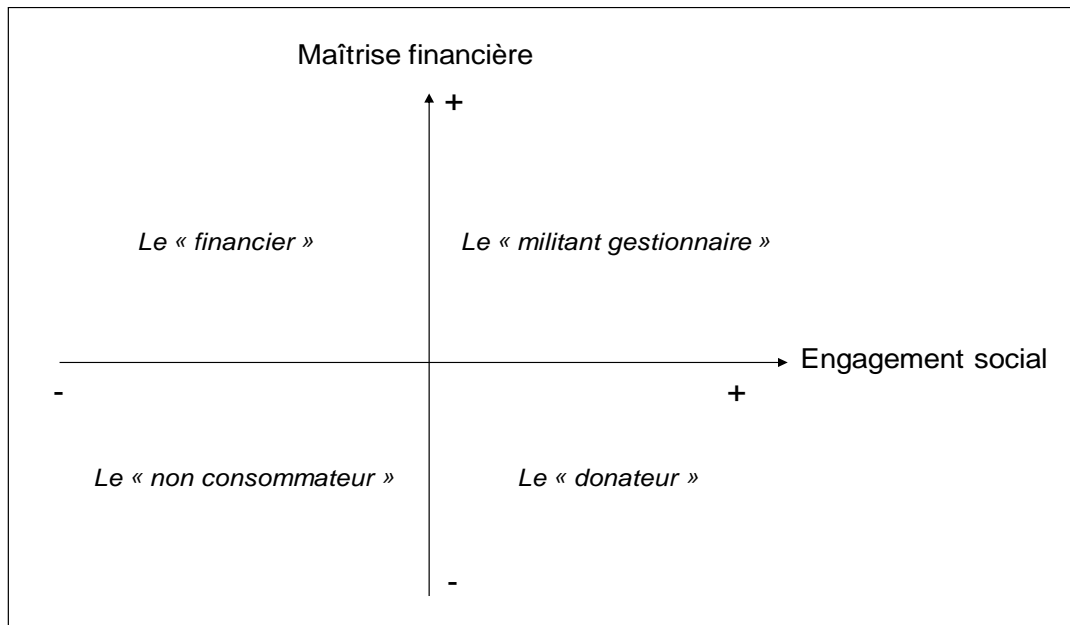 Maîtrise financière
+
Le « financier »
Le « militant gestionnaire »
Engagement social
-
+
Le « non consommateur »
Le « donateur »
-